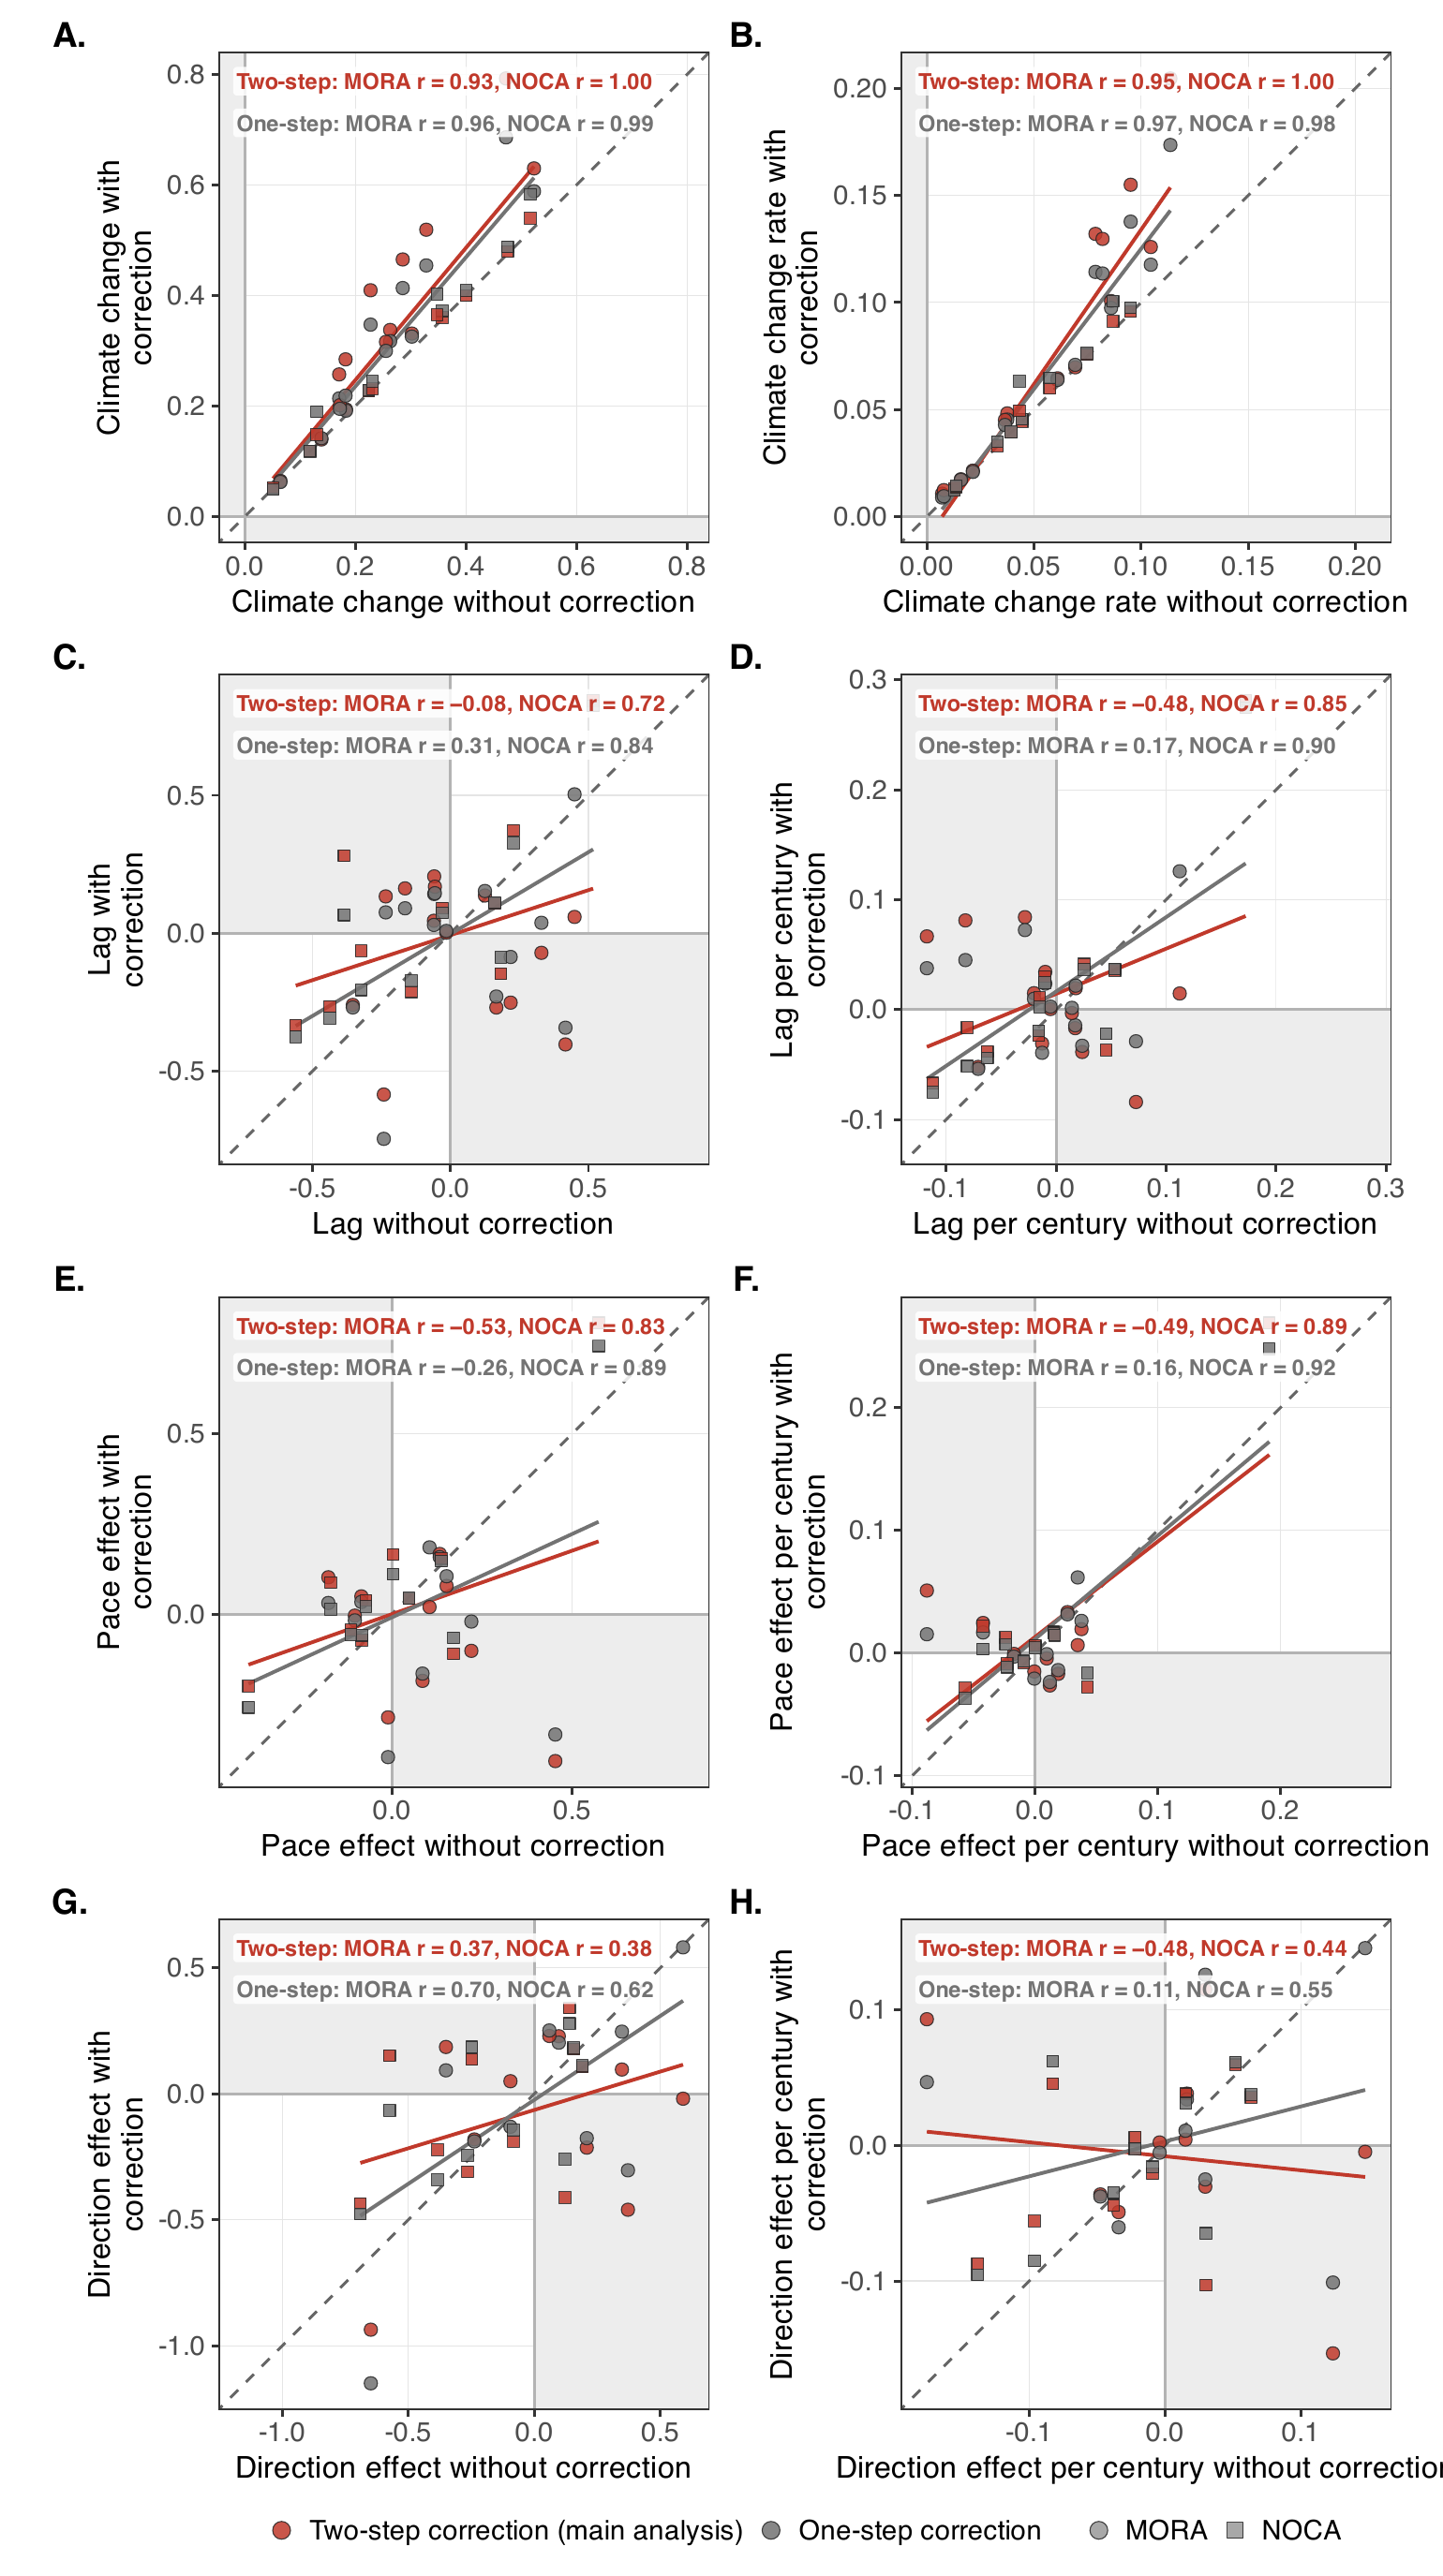 A.
Two-step: MORA r = 0.93, NOCA r = 1.00
One-step: MORA r = 0.96, NOCA r = 0.99
Climate change with
correction
0.8
0.6
0.4
0.2
0.0
0.0 0.2 0.4 0.6 0.8
Climate change without correction
B.
Two-step: MORA r = 0.95, NOCA r = 1.00
One-step: MORA r = 0.97, NOCA r = 0.98
Climate change rate with
correction
0.20
0.15
0.10
0.05
0.00
0.00 0.05 0.10 0.15 0.20
Climate change rate without correction
C.
Two-step: MORA r = −0.08, NOCA r = 0.72
One-step: MORA r = 0.31, NOCA r = 0.84
Lag with
correction
0.5
0.0
-0.5
-0.5 0.0 0.5
Lag without correction
D.
Two-step: MORA r = −0.48, NOCA r = 0.85
One-step: MORA r = 0.17, NOCA r = 0.90
Lag per century with
correction
0.3
0.2
0.1
0.0
-0.1
-0.1 0.0 0.1 0.2 0.3
Lag per century without correction
E.
Two-step: MORA r = −0.53, NOCA r = 0.83
One-step: MORA r = −0.26, NOCA r = 0.89
Pace effect with
correction
0.5
0.0
0.0 0.5
Pace effect without correction
F.
Two-step: MORA r = −0.49, NOCA r = 0.89
One-step: MORA r = 0.16, NOCA r = 0.92
Pace effect per century with
correction
0.2
0.1
0.0
-0.1
-0.1 0.0 0.1 0.2
Pace effect per century without correction
G.
Two-step: MORA r = 0.37, NOCA r = 0.38
One-step: MORA r = 0.70, NOCA r = 0.62
Direction effect with
correction
0.5
0.0
-0.5
-1.0
-1.0 -0.5 0.0 0.5
Direction effect without correction
H.
Two-step: MORA r = −0.48, NOCA r = 0.44
One-step: MORA r = 0.11, NOCA r = 0.55
Direction effect per century with
correction
0.1
0.0
-0.1
-0.1 0.0 0.1
Direction effect per century without correctio
Two-step correction (main analysis) One-step correction MORA NOCA